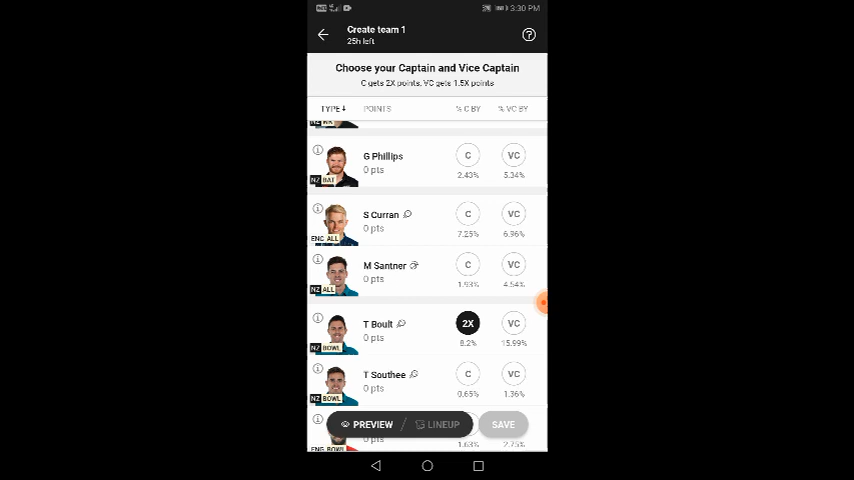 3:30 PM
Create team 1
25h left
Choose your Captain and Vice Captain
C gets 2X points, VC gets 1.5X points
TYPE POINTS % C BY % VC BY
NZ WK
G Phillips C VC
0 pts
NZ BAT 2.43% 5.34%
S Curran C VC
0 pts
ENG ALL 7.25% 6.96%
M Santner C VC
0 pts
NZ ALL 1.93% 4.54%
T Boult 2X VC
0 pts
NZ BOWL 8.2% 15.99%
T Southee C VC
0 pts
NZ BOWL 0.65% 1.36%
PREVIEW / LINEUP SAVE
0 pts
ENG BOWL 1.63% 2.75%